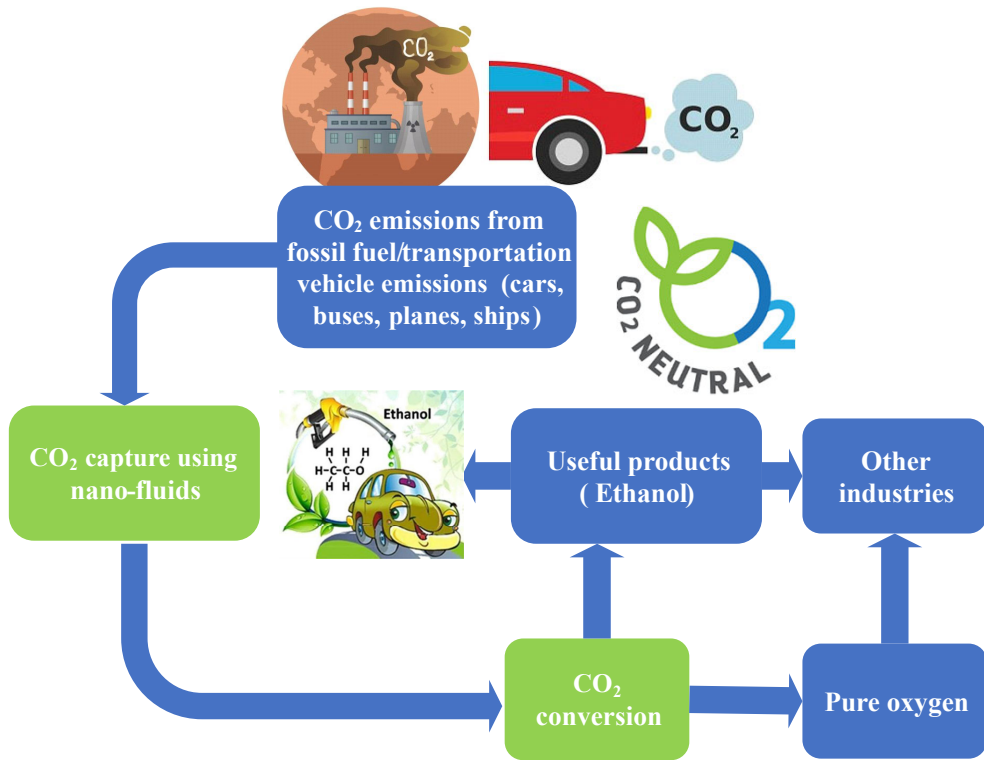 CO₂
CO₂
CO₂ emissions from
fossil fuel/transportation
vehicle emissions (cars,
buses, planes, ships)
O2
CO₂ NEUTRAL
CO₂ capture using
nano-fluids
Ethanol
H H H
H-C-C-O
H H
Useful products
( Ethanol)
Other
industries
CO₂
conversion
Pure oxygen